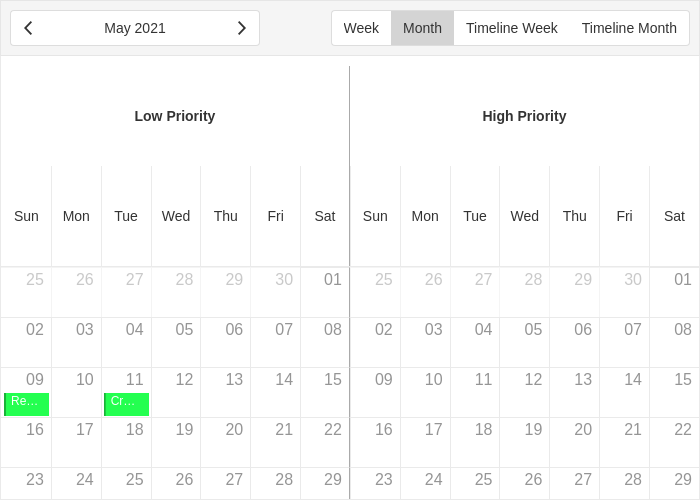 May 2021 Week Month Timeline Week Timeline Month
Low Priority High Priority
Sun Mon Tue Wed Thu Fri Sat Sun Mon Tue Wed Thu Fri Sat
25 26 27 28 29 30 01 25 26 27 28 29 30 01
02 03 04 05 06 07 08 02 03 04 05 06 07 08
09 10 11 12 13 14 15 09 10 11 12 13 14 15
Re... Cr...
16 17 18 19 20 21 22 16 17 18 19 20 21 22
23 24 25 26 27 28 29 23 24 25 26 27 28 29